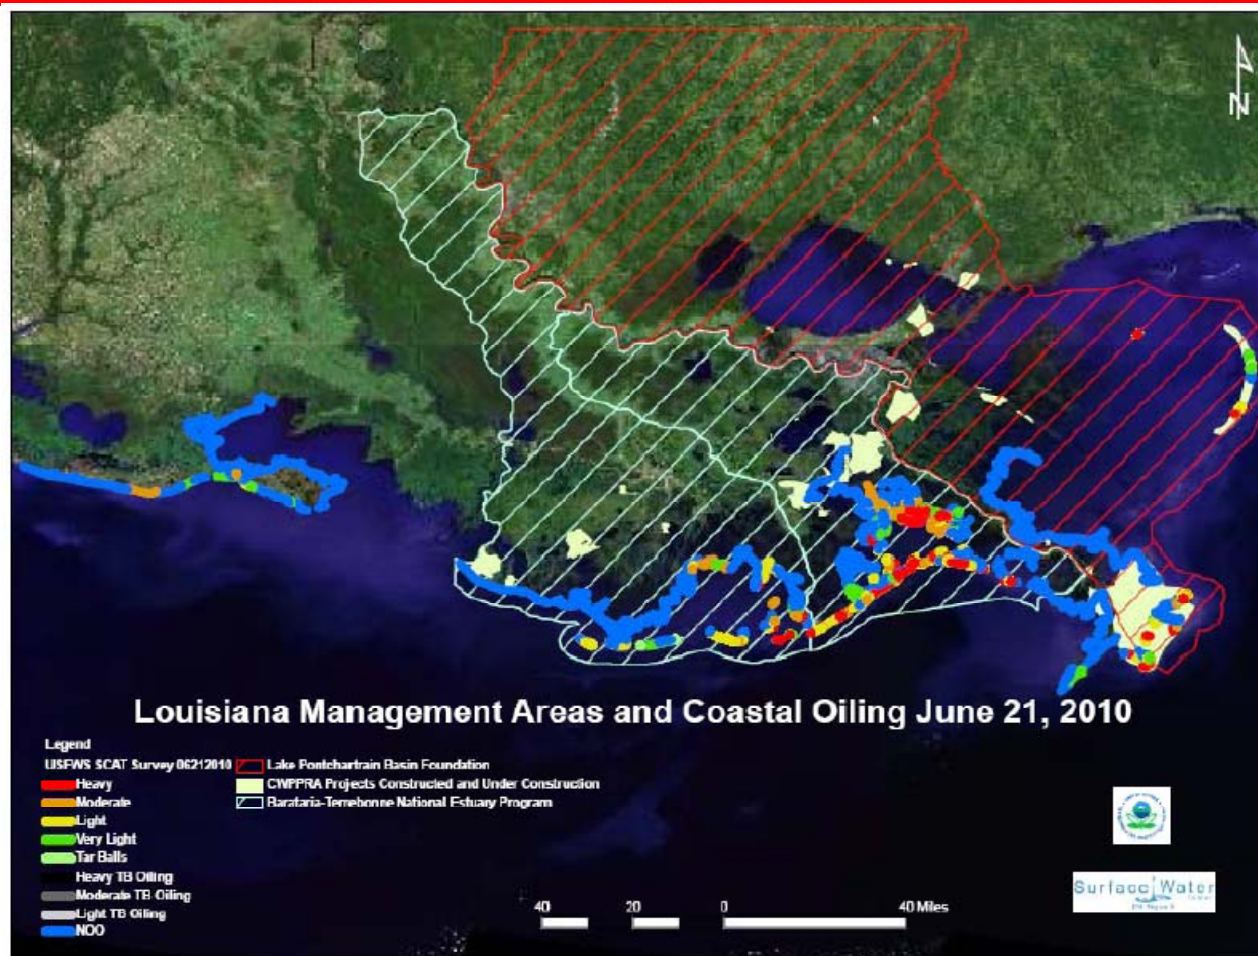 Louisiana Management Areas and Coastal Oiling June 21, 2010
Legend
USFWS SCAT Survey 06212010
Heavy
Moderate
Light
Very Light
Tar Balls
Heavy TB Oiling
Moderate TB Oiling
Light TB Oiling
NOO
Lake Pontchartrain Basin Foundation
CWPPRA Projects Constructed and Under Construction
Barataria-Terrebonne National Estuary Program
40 20 0 40 Miles
N
Surface Water